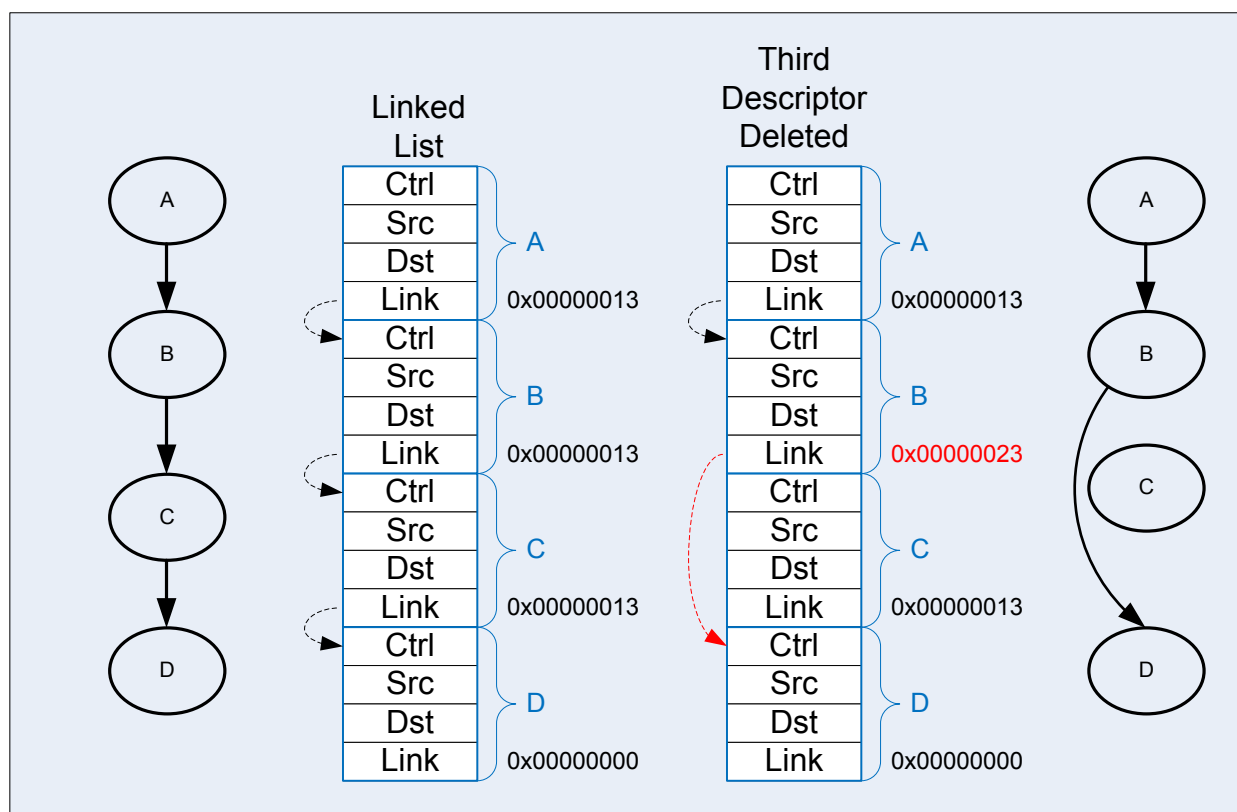 Linked
List
Third
Descriptor
Deleted
A
B
C
D
Ctrl
Src
Dst
Link 0x00000013
A
Ctrl
Src
Dst
Link 0x00000013
B
Ctrl
Src
Dst
Link 0x00000013
C
Ctrl
Src
Dst
Link 0x00000000
D
Ctrl
Src
Dst
Link 0x00000013
A
Ctrl
Src
Dst
Link 0x00000023
B
Ctrl
Src
Dst
Link 0x00000013
C
Ctrl
Src
Dst
Link 0x00000000
D
A
B
C
D